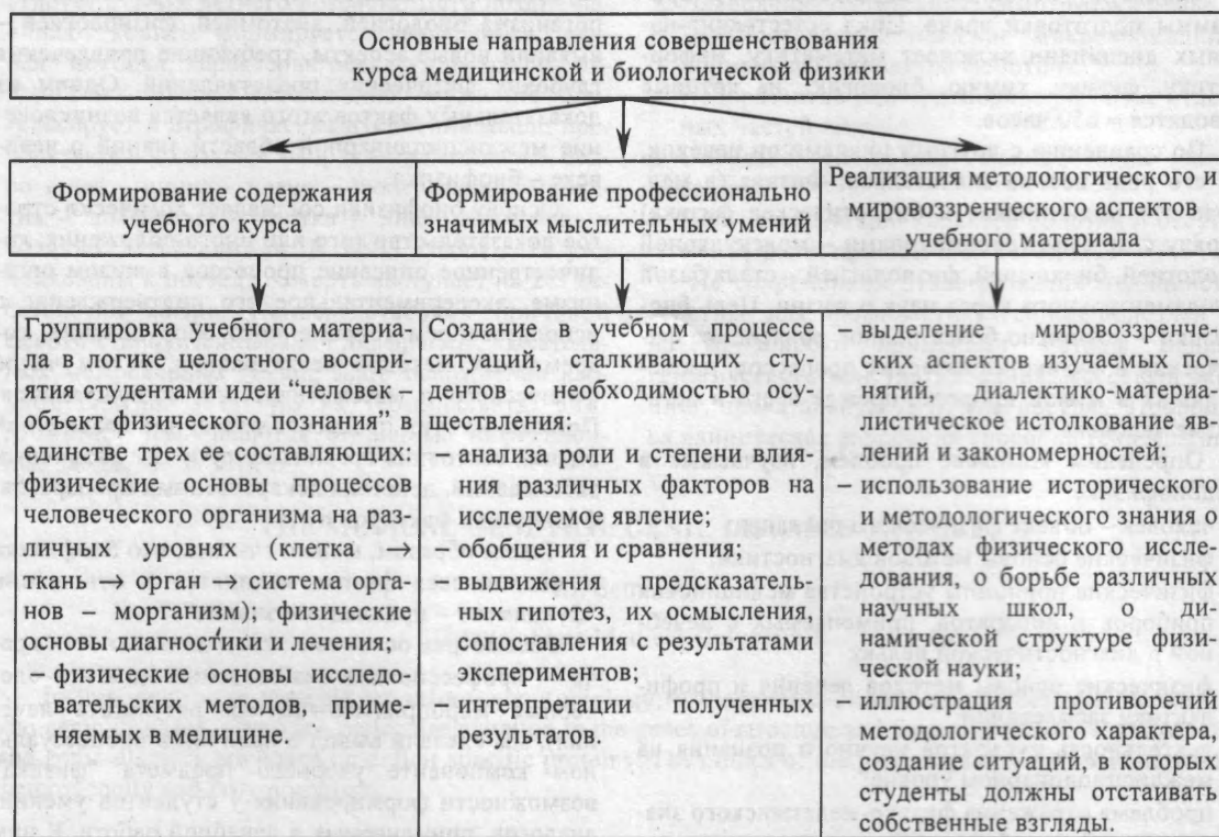 Основные направления совершенствования
курса медицинской и биологической физики
Формирование содержания
учебного курса
Формирование профессионально
значимых мыслительных умений
Реализация методологического и
мировоззренческого аспектов
учебного материала
Группировка учебного материа-
ла в логике целостного воспри-
ятия студентами идеи “человек –
объект физического познания” в
единстве трех ее составляющих:
физические основы процессов
человеческого организма на раз-
личных уровнях (клетка →
ткань → орган → система орга-
нов – морганизм); физические
основы диагностики и лечения;
– физические основы исследо-
вательских методов, приме-
няемых в медицине.
Создание в учебном процессе
ситуаций, сталкивающих сту-
дентов с необходимостью осу-
ществления:
– анализа роли и степени влия-
ния различных факторов на
исследуемое явление;
обобщения и сравнения;
выдвижения предсказатель-
ных гипотез, их осмысления,
сопоставления с результатами
экспериментов;
интерпретации полученных
результатов.
– выделение мировоззренче-
ских аспектов изучаемых по-
нятий, диалектико-материа-
листическое истолкование яв-
лений и закономерностей;
– использование исторического
и методологического знания о
методах физического иссле-
дования, о борьбе различных
научных школ, о ди-
намической структуре физи-
ческой науки;
иллюстрация противоречий
методологического характера,
создание ситуаций, в которых
студенты должны отстаивать
собственные взгляды.